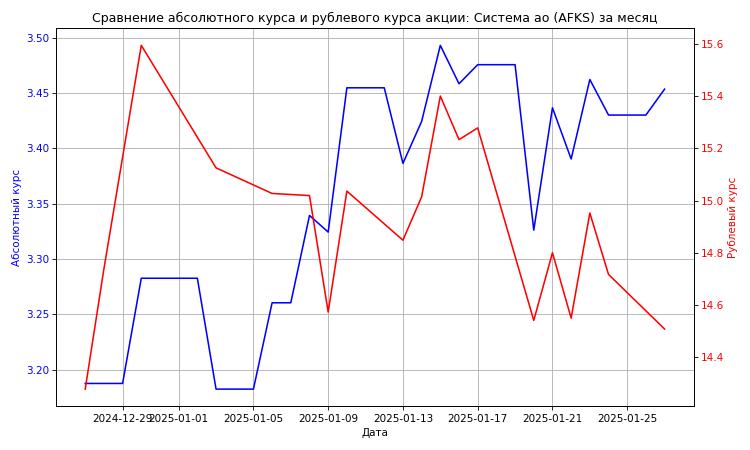 Сравнение абсолютного курса и рублевого курса акции: Система ао (AFKS) за месяц
3.50
3.45
3.40
3.35
3.30
3.25
3.20
Абсолютный курс
15.6
15.4
15.2
15.0
14.8
14.6
14.4
Рублевый курс
2024-12-29 2025-01-01 2025-01-05 2025-01-09 2025-01-13 2025-01-17 2025-01-21 2025-01-25
Дата